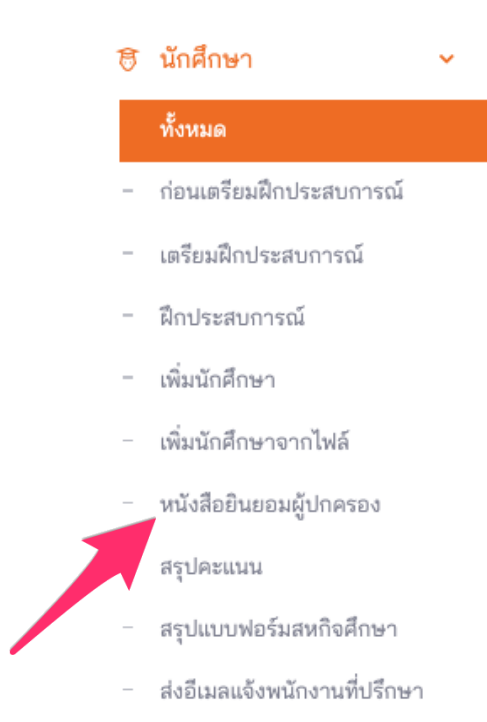 นักศึกษา
ทั้งหมด
ก่อนเตรียมฝึกประสบการณ์
เตรียมฝึกประสบการณ์
ฝึกประสบการณ์
เพิ่มนักศึกษา
เพิ่มนักศึกษาจากไฟล์
หนังสือยินยอมผู้ปกครอง
สรุปคะแนน
สรุปแบบฟอร์มสหกิจศึกษา
ส่งอีเมลแจ้งพนักงานที่ปรึกษา